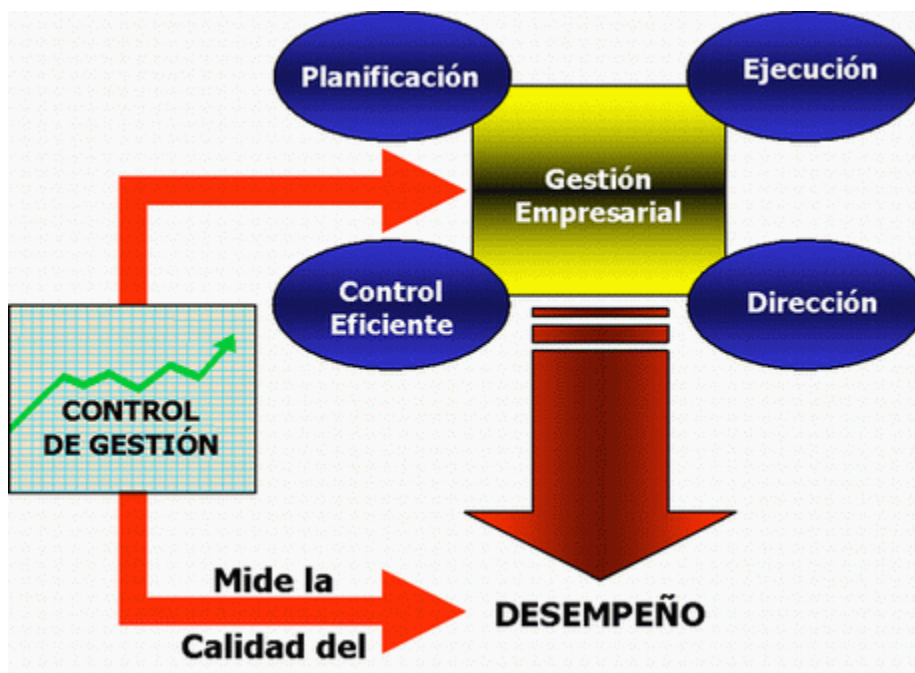 Planificación
Ejecución
Gestión
Empresarial
Control
Eficiente
Dirección
CONTROL
DE GESTIÓN
Mide la
Calidad del
DESEMPEÑO